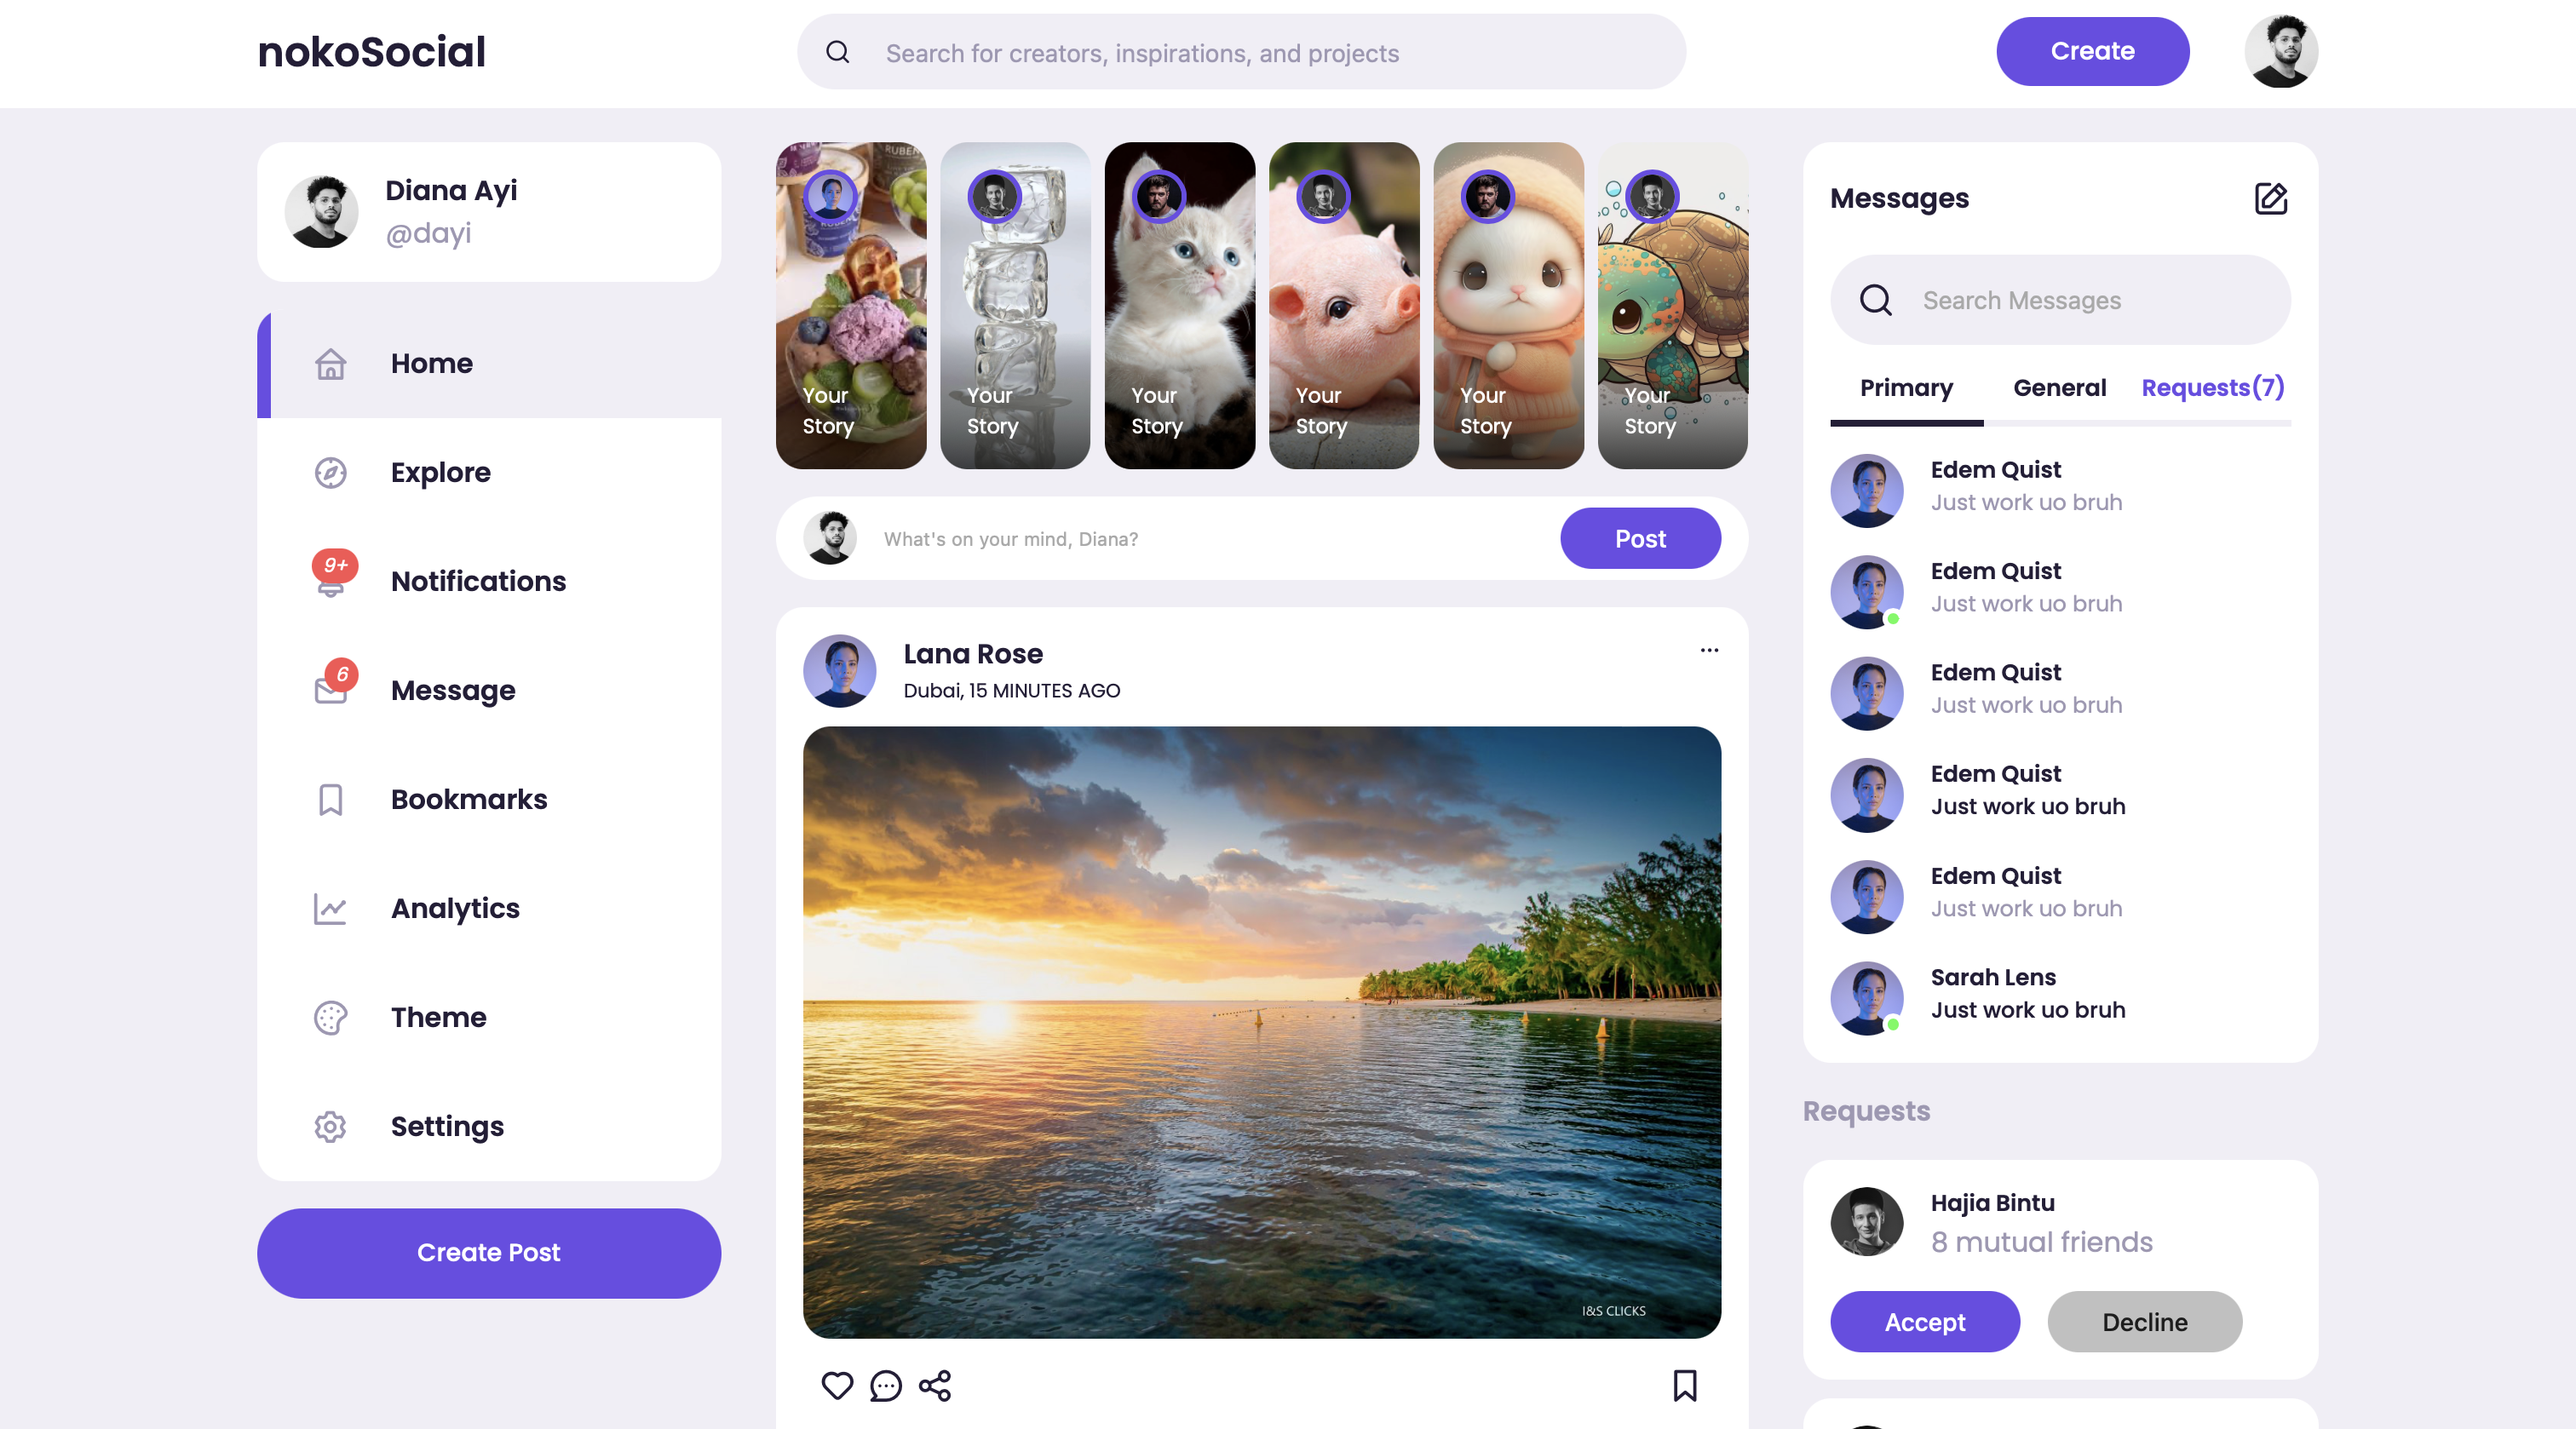 nokoSocial
Search for creators, inspirations, and projects
Create
Diana Ayi
@dayi
Home
Explore
9+
Notifications
6
Message
Bookmarks
Analytics
Theme
Settings
Create Post
RUBEN
Your
Story
Your
Story
Your
Story
Your
Story
Your
Story
Your
Story
What's on your mind, Diana?
Post
Lana Rose
Dubai, 15 MINUTES AGO
I&S CLICKS
Messages
Search Messages
Primary
General
Requests(7)
Edem Quist
Just work uo bruh
Edem Quist
Just work uo bruh
Edem Quist
Just work uo bruh
Edem Quist
Just work uo bruh
Edem Quist
Just work uo bruh
Sarah Lens
Just work uo bruh
Requests
Hajia Bintu
8 mutual friends
Accept
Decline